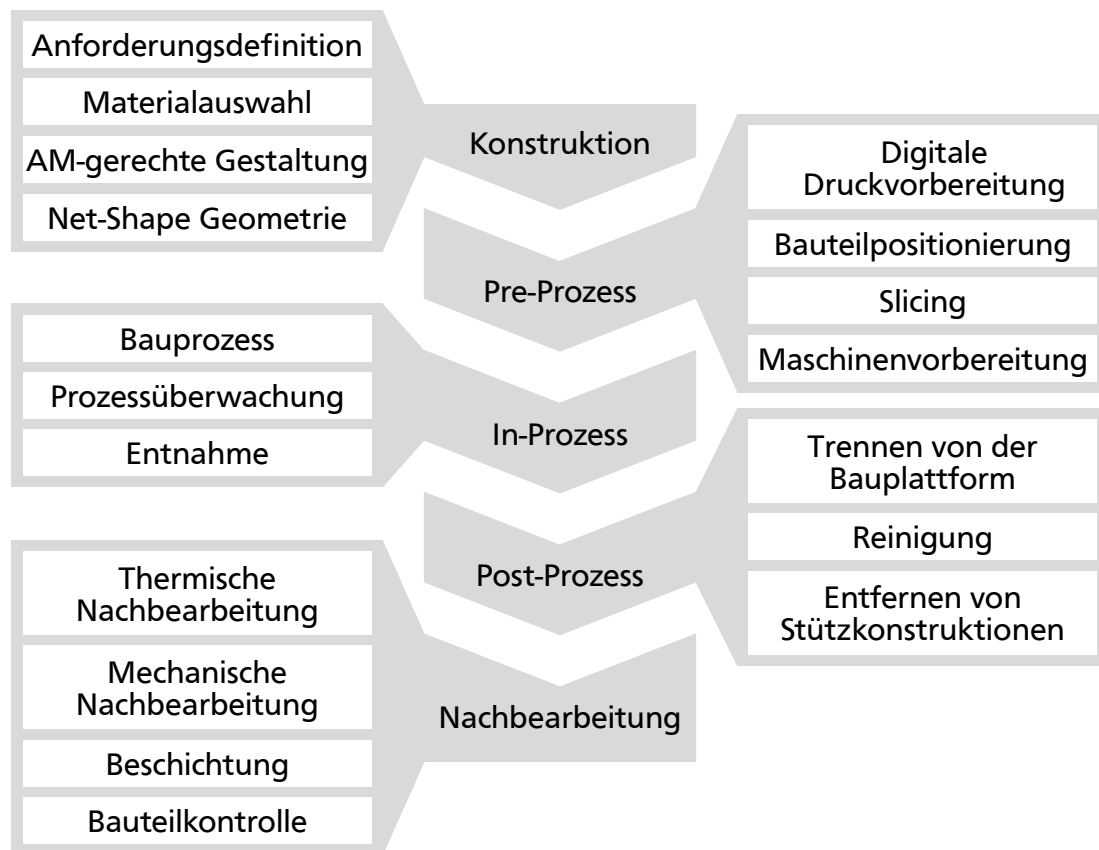 Anforderungsdefinition
Materialauswahl
AM-gerechte Gestaltung
Net-Shape Geometrie
Konstruktion
Digitale
Druckvorbereitung
Bauteilpositionierung
Slicing
Maschinenvorbereitung
Pre-Prozess
Bauprozess
Prozessüberwachung
Entnahme
In-Prozess
Trennen von der
Bauplattform
Reinigung
Entfernen von
Stützkonstruktionen
Post-Prozess
Thermische
Nachbearbeitung
Mechanische
Nachbearbeitung
Beschichtung
Bauteilkontrolle
Nachbearbeitung